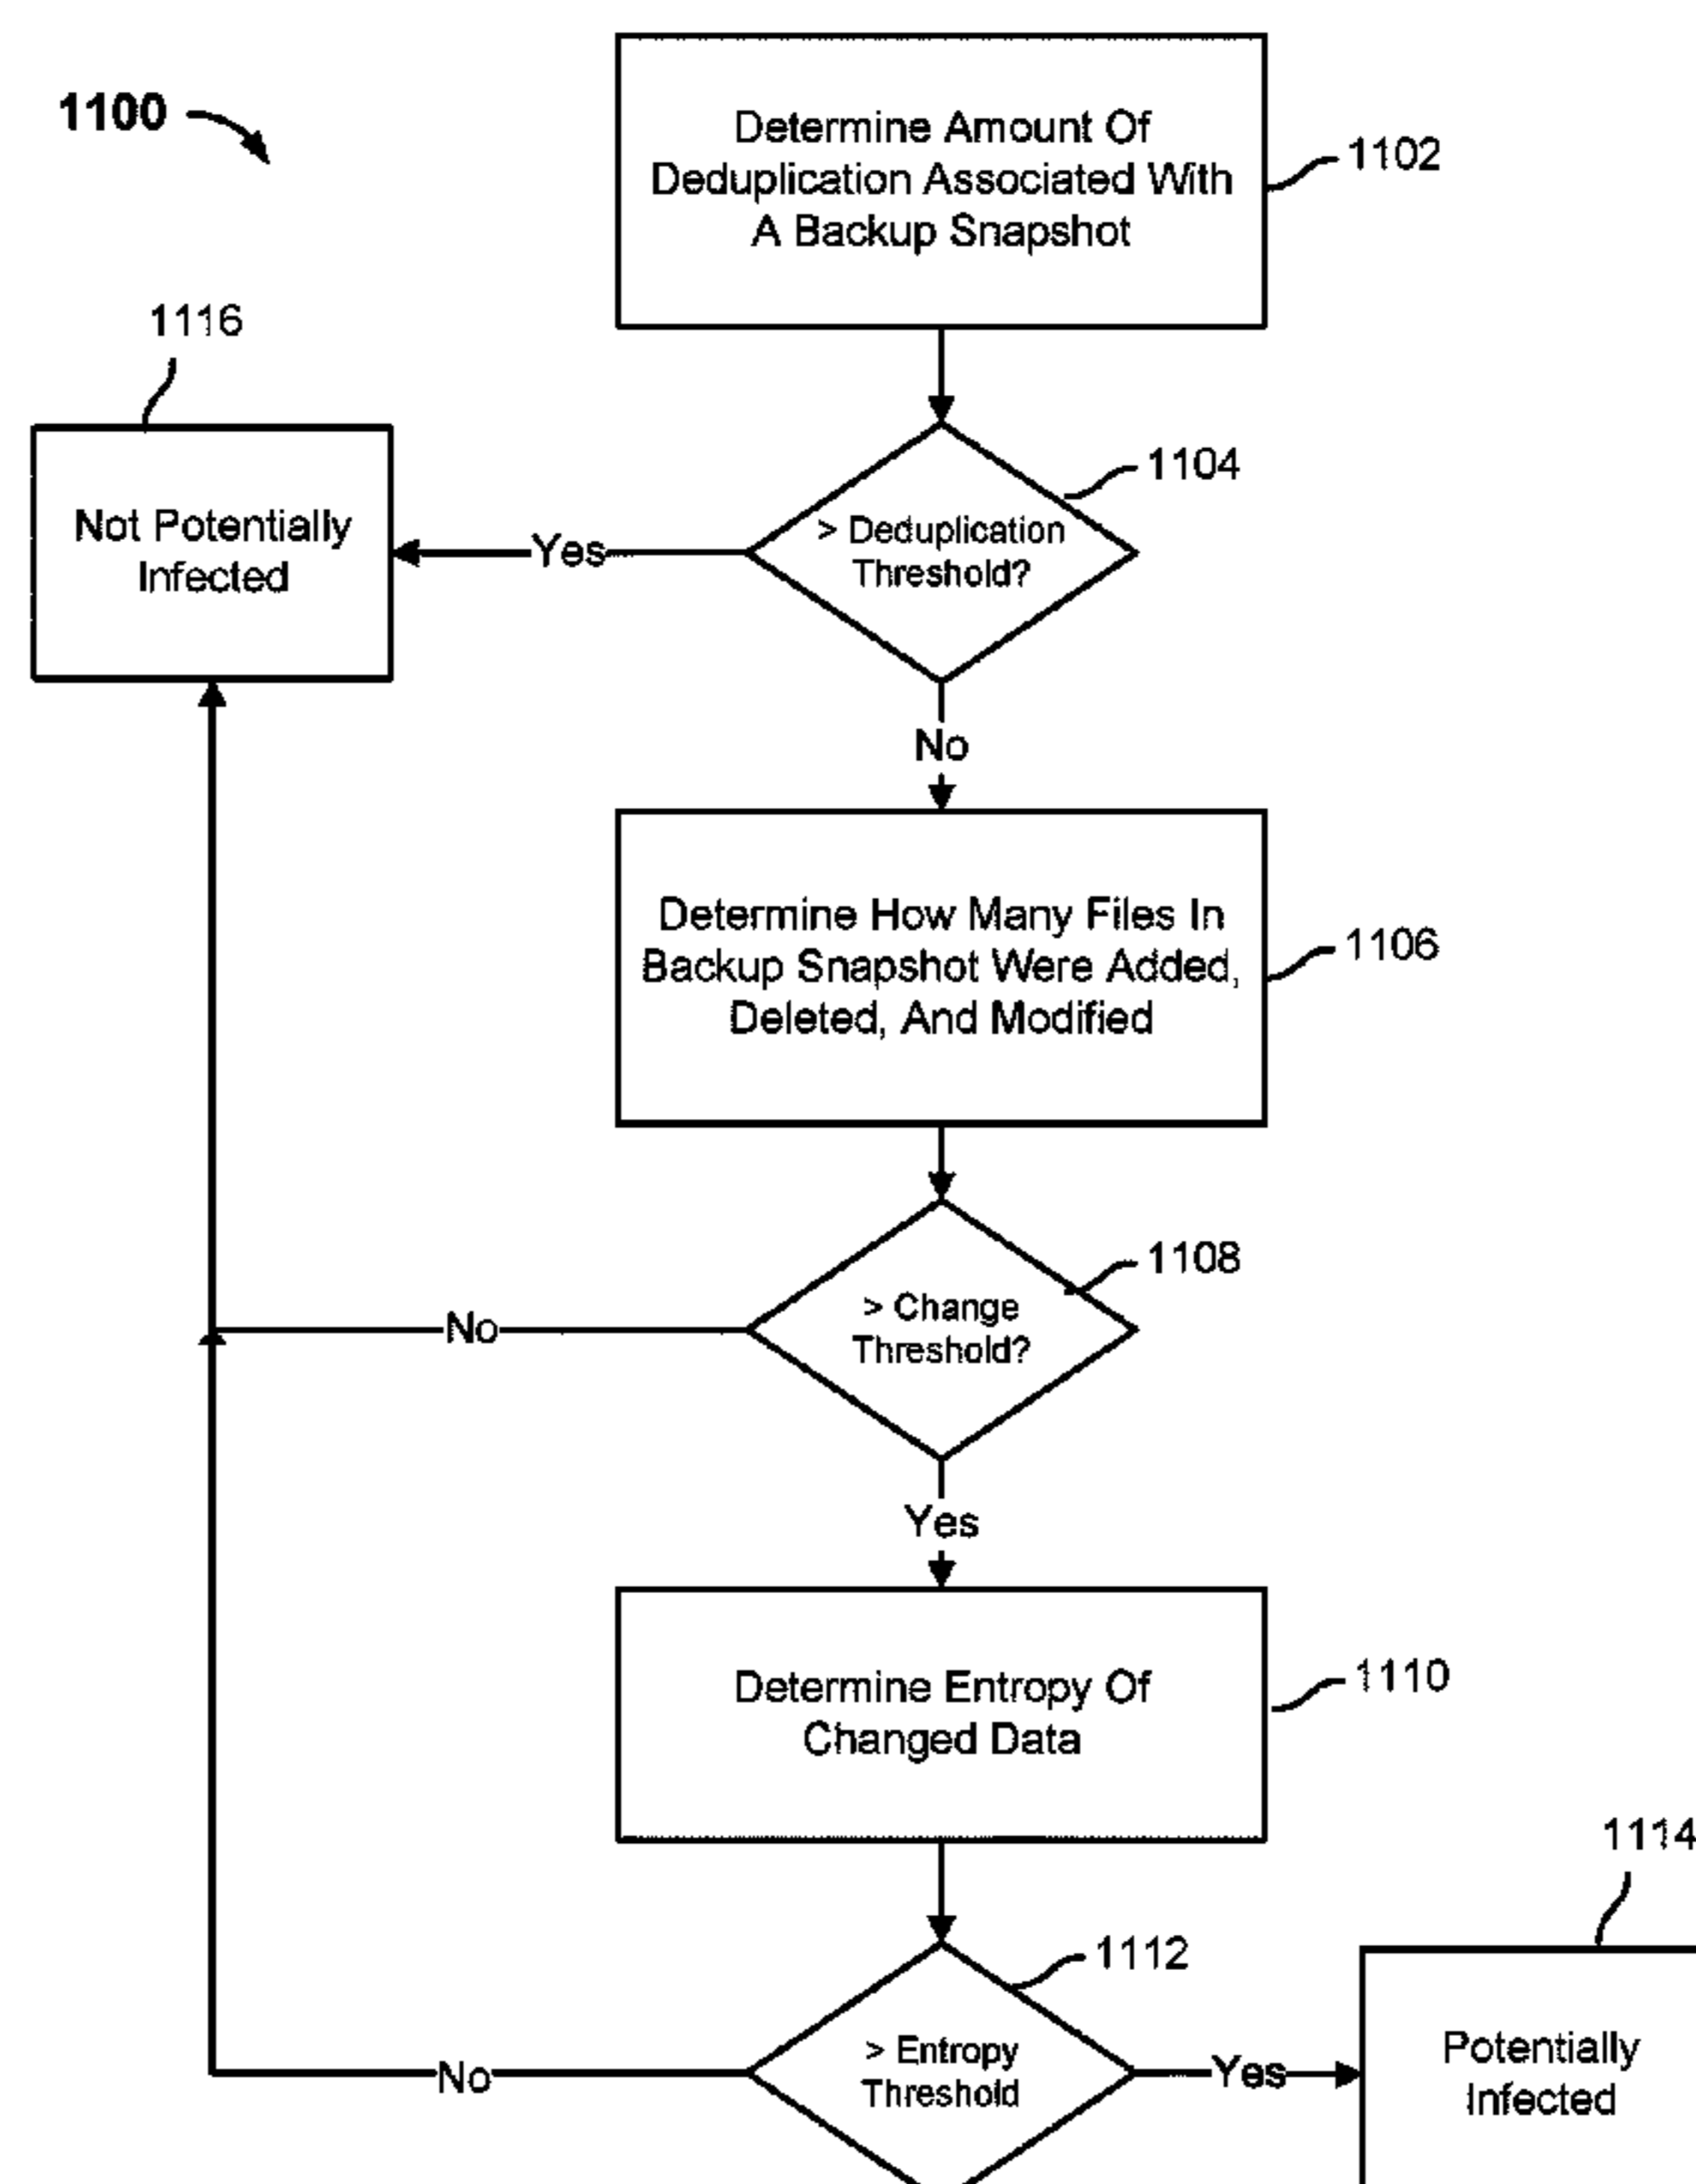 1100
Determine Amount Of
Deduplication Associated With
A Backup Snapshot
1102
1116
Not Potentially
Infected
Yes
> Deduplication
Threshold?
1104
No
Determine How Many Files In
Backup Snapshot Were Added,
Deleted, And Modified
1106
> Change
Threshold?
1108
No
Yes
Determine Entropy Of
Changed Data
1110
1114
1112
> Entropy
Threshold
No
Yes
Potentially
Infected